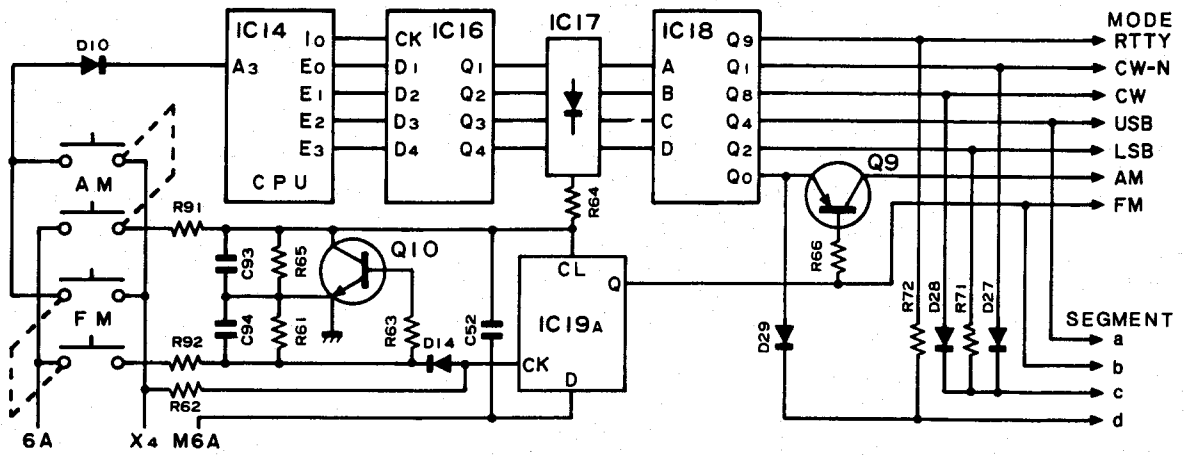 IC14 IC16 IC17 IC18 MODE
I0 CK Q9 RTTY
D10
A3 E0 D1 Q1 A Q1 CW-N
E1 D2 Q2 B Q8 CW
E2 D3 Q3 C Q4 USB
E3 D4 Q4 D Q2 LSB
AM CPU Q0 Q9 AM
R91 R64 FM
C93 R65 Q10 CL Q R66
FM C94 R61 R63 C52 IC19A D29 R72 D28 R71 D27 SEGMENT
R92 D14 CK a
D b
R62 c
6A X4 M6A d